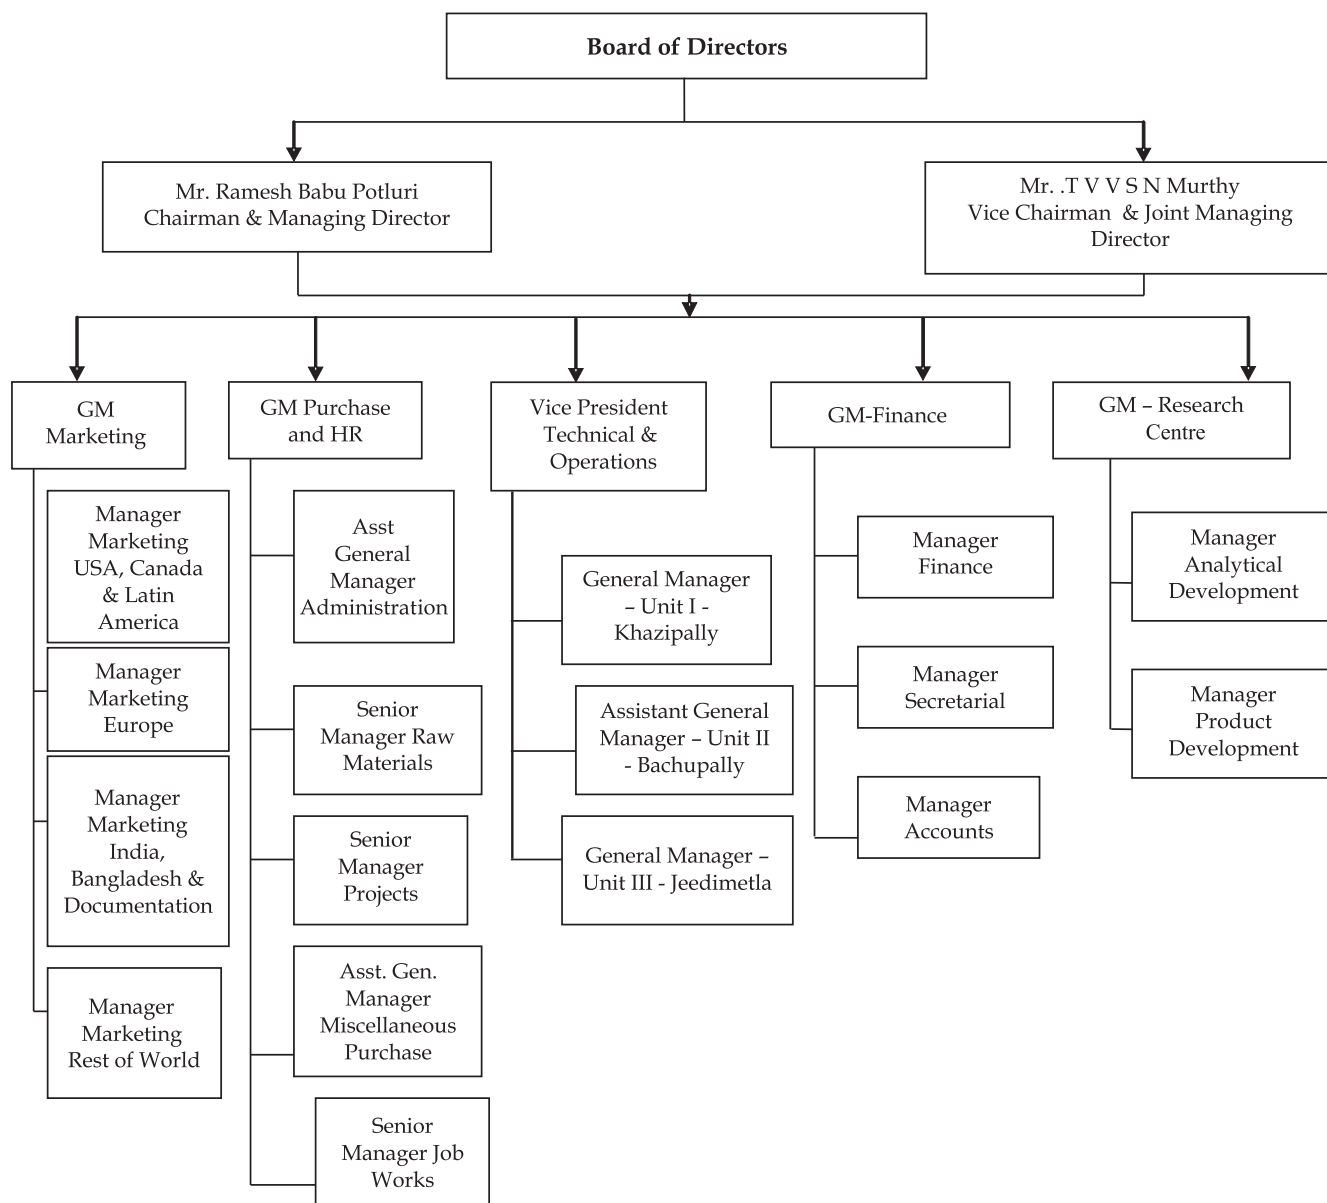 Board of Directors
Mr. Ramesh Babu Potluri
Chairman & Managing Director
Mr. .T V V S N Murthy
Vice Chairman & Joint Managing
Director
GM
Marketing
Manager
Marketing
USA, Canada
& Latin
America
Manager
Marketing
Europe
Manager
Marketing
India,
Bangladesh &
Documentation
Manager
Marketing
Rest of World
GM Purchase
and HR
Asst
General
Manager
Administration
Senior
Manager Raw
Materials
Senior
Manager
Projects
Asst. Gen.
Manager
Miscellaneous
Purchase
Senior
Manager Job
Works
Vice President
Technical &
Operations
General Manager
– Unit I -
Khazipally
Assistant General
Manager – Unit II
- Bachupally
General Manager –
Unit III - Jeedimetla
GM-Finance
Manager
Finance
Manager
Secretarial
Manager
Accounts
GM – Research
Centre
Manager
Analytical
Development
Manager
Product
Development